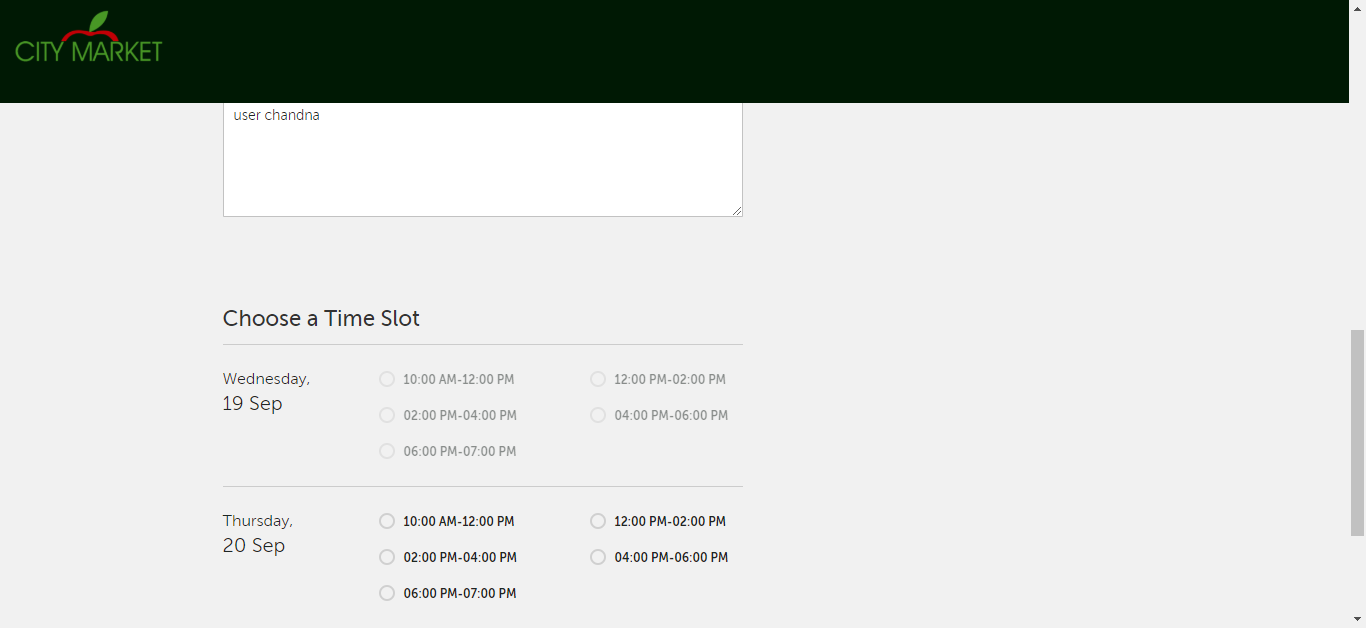 CITY MARKET
user chandna
Choose a Time Slot
Wednesday,
19 Sep
10:00 AM-12:00 PM
12:00 PM-02:00 PM
02:00 PM-04:00 PM
04:00 PM-06:00 PM
06:00 PM-07:00 PM
Thursday,
20 Sep
10:00 AM-12:00 PM
12:00 PM-02:00 PM
02:00 PM-04:00 PM
04:00 PM-06:00 PM
06:00 PM-07:00 PM